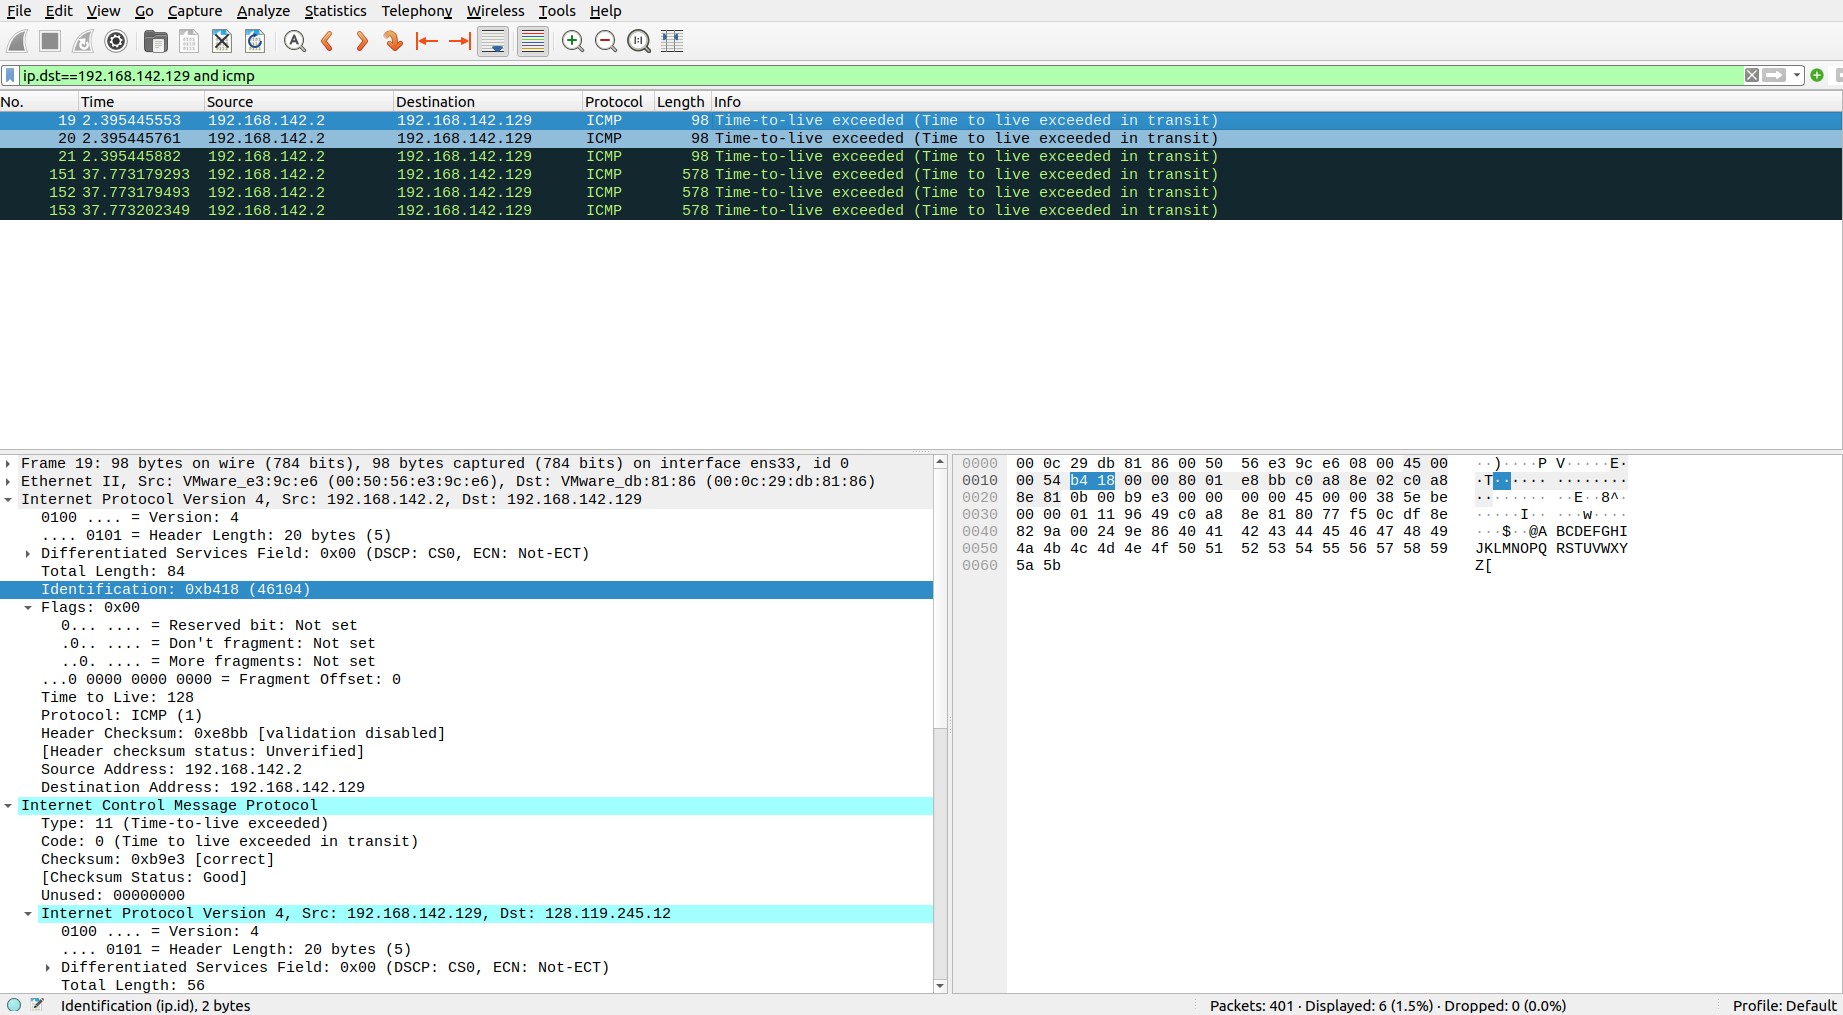 File Edit View Go Capture Analyze Statistics Telephony Wireless Tools Help
ip.dst==192.168.142.129 and icmp
No. Time Source Destination Protocol Length Info
19 2.395445553 192.168.142.2 192.168.142.129 ICMP 98 Time-to-live exceeded (Time to live exceeded in transit)
20 2.395445761 192.168.142.2 192.168.142.129 ICMP 98 Time-to-live exceeded (Time to live exceeded in transit)
21 2.395445882 192.168.142.2 192.168.142.129 ICMP 98 Time-to-live exceeded (Time to live exceeded in transit)
151 37.773179293 192.168.142.2 192.168.142.129 ICMP 578 Time-to-live exceeded (Time to live exceeded in transit)
152 37.773179493 192.168.142.2 192.168.142.129 ICMP 578 Time-to-live exceeded (Time to live exceeded in transit)
153 37.773202349 192.168.142.2 192.168.142.129 ICMP 578 Time-to-live exceeded (Time to live exceeded in transit)
Frame 19: 98 bytes on wire (784 bits), 98 bytes captured (784 bits) on interface ens33, id 0
Ethernet II, Src: VMware_e3:9c:e6 (00:50:56:e3:9c:e6), Dst: VMware_db:81:86 (00:0c:29:db:81:86)
Internet Protocol Version 4, Src: 192.168.142.2, Dst: 192.168.142.129
0100 .... = Version: 4
.... 0101 = Header Length: 20 bytes (5)
Differentiated Services Field: 0x00 (DSCP: CS0, ECN: Not-ECT)
Total Length: 84
Identification: 0xb418 (46104)
Flags: 0x00
0... .... = Reserved bit: Not set
.0.. .... = Don't fragment: Not set
..0. .... = More fragments: Not set
...0 0000 0000 0000 = Fragment Offset: 0
Time to Live: 128
Protocol: ICMP (1)
Header Checksum: 0xe8bb [validation disabled]
[Header checksum status: Unverified]
Source Address: 192.168.142.2
Destination Address: 192.168.142.129
Internet Control Message Protocol
Type: 11 (Time-to-live exceeded)
Code: 0 (Time to live exceeded in transit)
Checksum: 0xb9e3 [correct]
[Checksum Status: Good]
Unused: 00000000
Internet Protocol Version 4, Src: 192.168.142.129, Dst: 128.119.245.12
0100 .... = Version: 4
.... 0101 = Header Length: 20 bytes (5)
Differentiated Services Field: 0x00 (DSCP: CS0, ECN: Not-ECT)
Total Length: 56
0000 00 0c 29 db 81 86 00 50 56 e3 9c e6 08 00 45 00 ··)····P V·····E·
0010 00 54 b4 18 00 00 80 01 e8 bb c0 a8 8e 02 c0 a8 ·T······ ········
0020 8e 81 0b 00 b9 e3 00 00 00 00 45 00 00 38 5e be ········ ··E··8^·
0030 00 00 01 11 96 49 c0 a8 8e 81 80 77 f5 0c df 8e ·····I·· ···w····
0040 82 9a 00 24 9e 86 40 41 42 43 44 45 46 47 48 49 ···$··@A BCDEFGHI
0050 4a 4b 4c 4d 4e 4f 50 51 52 53 54 55 56 57 58 59 JKLMNOPQ RSTUVWXY
0060 5a 5b Z[
Identification (ip.id), 2 bytes
Packets: 401 · Displayed: 6 (1.5%) · Dropped: 0 (0.0%)
Profile: Default